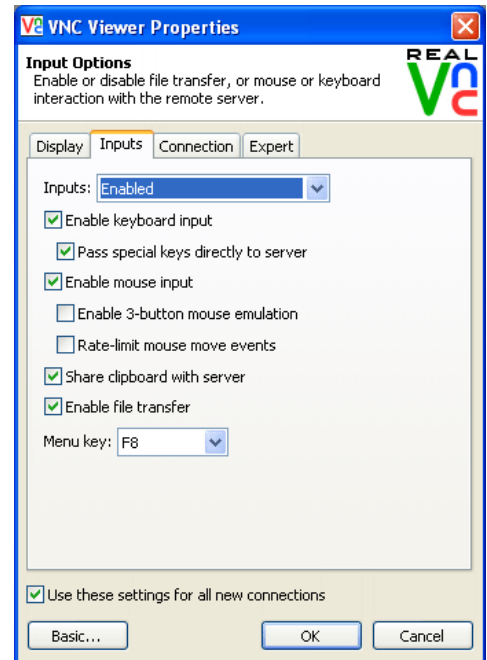 VNC Viewer Properties
Input Options
Enable or disable file transfer, or mouse or keyboard
interaction with the remote server.
REAL
VNC
Display Inputs Connection Expert
Inputs: Enabled
Enable keyboard input
Pass special keys directly to server
Enable mouse input
Enable 3-button mouse emulation
Rate-limit mouse move events
Share clipboard with server
Enable file transfer
Menu key: F8
Use these settings for all new connections
Basic... OK Cancel